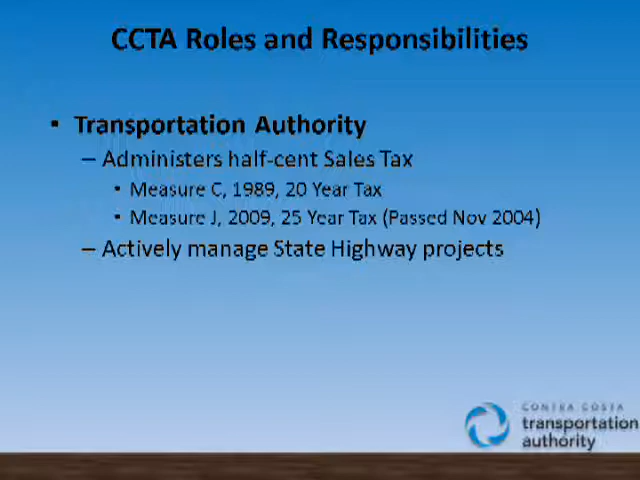 CCTA Roles and Responsibilities
▪ Transportation Authority
– Administers half-cent Sales Tax
▪ Measure C, 1989, 20 Year Tax
▪ Measure J, 2009, 25 Year Tax (Passed Nov 2004)
– Actively manage State Highway projects
CONTRA COSTA
transportation
authority